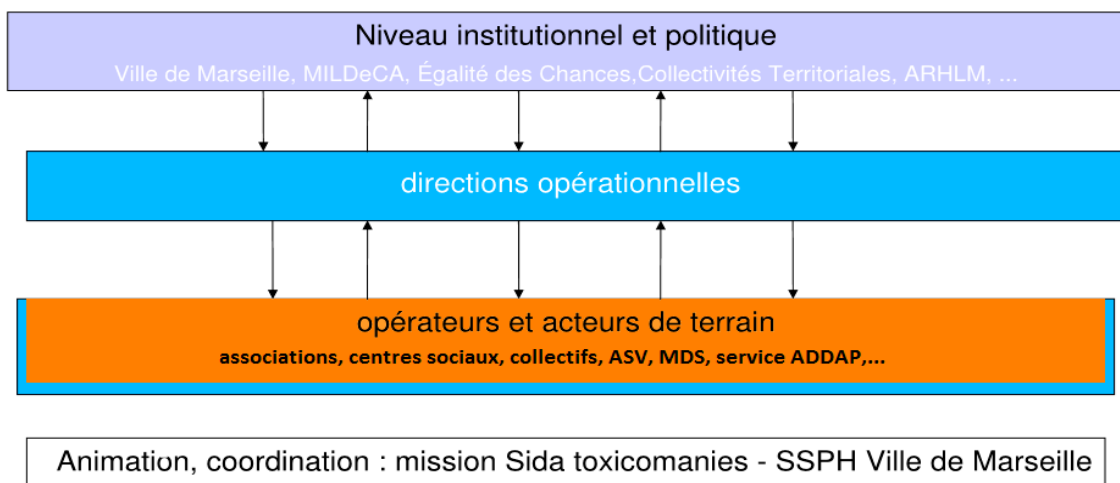 Niveau institutionnel et politique
Ville de Marseille, MILDeCA, Égalité des Chances,Collectivités Territoriales, ARHLM, ...
directions opérationnelles
opérateurs et acteurs de terrain
associations, centres sociaux, collectifs, ASV, MDS, service ADDAP,...
Animation, coordination : mission Sida toxicomanies - SSPH Ville de Marseille